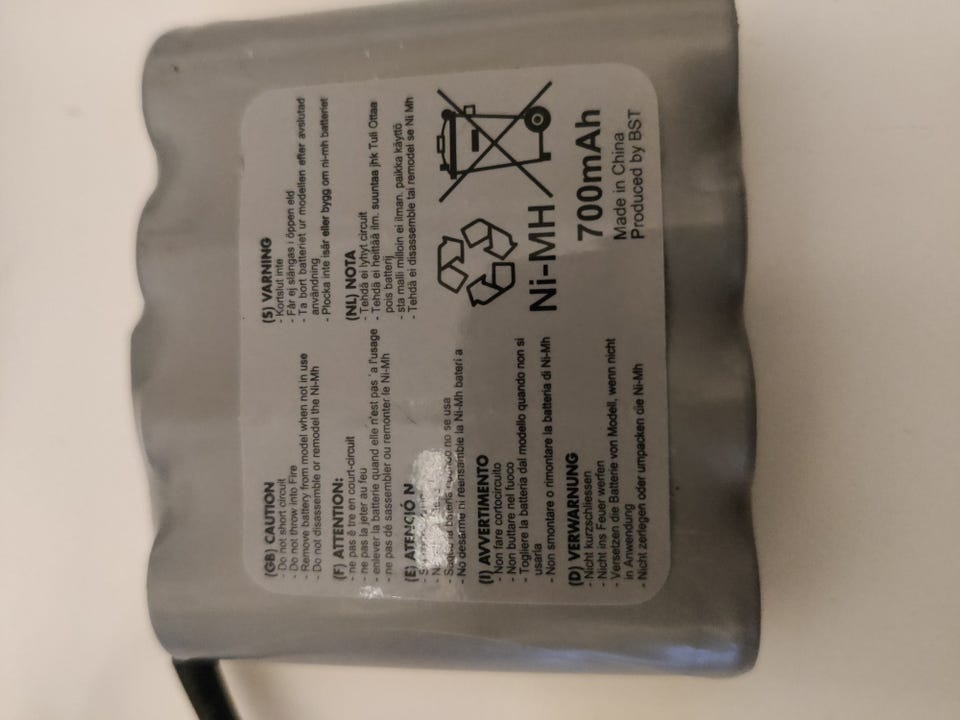 (GB) CAUTION
- Do not short circuit
- Do not throw into Fire
- Remove battery from model when not in use
- Do not disassemble or remodel the Ni-Mh
(F) ATTENTION:
- ne pas ê tre en court-circuit
- ne pas la jeter au feu
- enlever la batterie quand elle n'est pas `a l'usage
- ne pas dé sassembler ou remonter le Ni-Mh
(E) ATENCIÓ N
no se usa
- No desarme ni reensamble la Ni-Mh baterí a
(I) AVVERTIMENTO
- Non fare cortocircuito
- Non buttare nel fuoco
- Togliere la batteria dal modello quando non si
usarla
- Non smontare o rimontare la batteria di Ni-Mh
(D) VERWARNUNG
- Nicht kurzschliessen
- Nicht ins Feuer werfen
- Versetzen die Batterie von Modell, wenn nicht
in Anwendung
- Nicht zerfegen oder umpacken die Ni-Mh
(S) VARNING
- Kortslut inte
- Får ej slängas i öppen eld
- Ta bort batteriet ur modellen efter avslutad
användning
- Plocka inte isär eller bygg om ni-mh batteriet
(NL) NOTA
- Tehdä ei lyhyt circuit
- Tehdä ei heittää ilm. suuntaa jhk Tuli Ottaa
pois batterij
- sta malli milloin ei ilman. paikka käyttö
- Tehdä ei disassemble tai remodel se Ni Mh
Ni-MH
700mAh
Made in China
Produced by BST